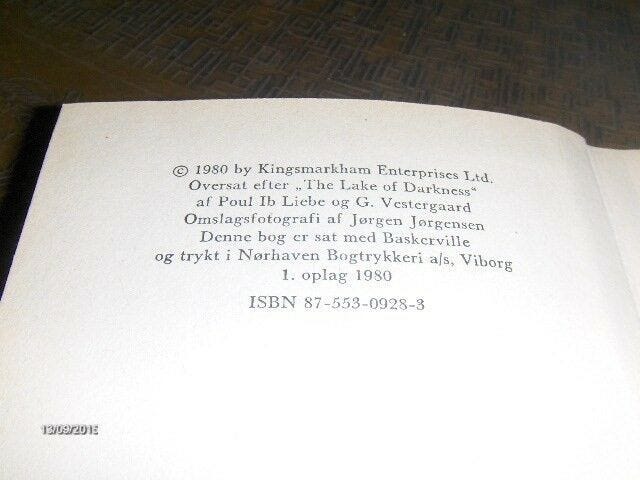 © 1980 by Kingsmarkham Enterprises Ltd.
Oversat efter „The Lake of Darkness“
af Poul Ib Liebe og G. Vestergaard
Omslagsfotografi af Jørgen Jørgensen
Denne bog er sat med Baskerville
og trykt i Nørhaven Bogtrykkeri a/s, Viborg
1. oplag 1980
ISBN 87-553-0928-3
13/09/2015